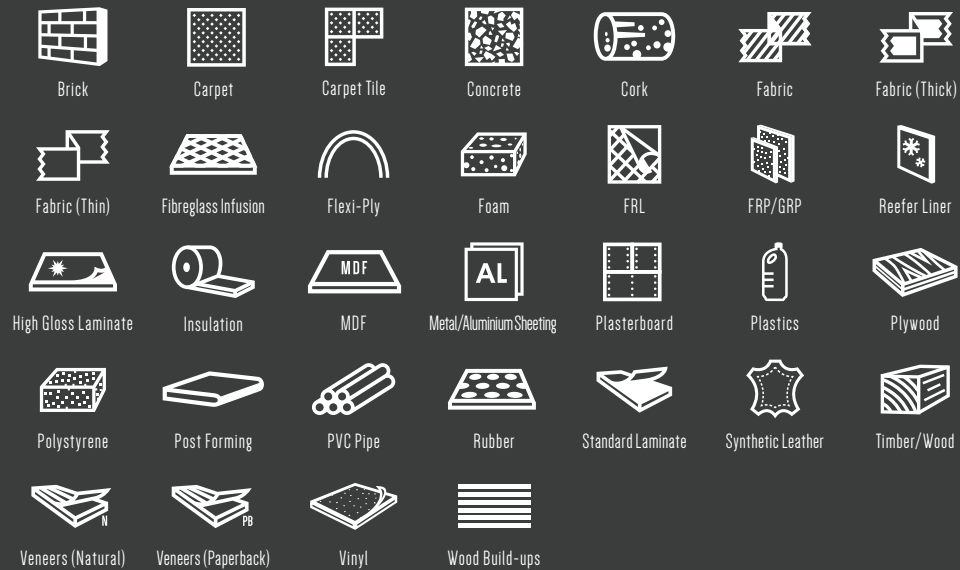 Brick Carpet Carpet Tile Concrete Cork Fabric Fabric (Thick)
Fabric (Thin) Fibreglass Infusion Flexi-Ply Foam FRL FRP/GRP Reefer Liner
MDF AL
High Gloss Laminate Insulation MDF Metal/Aluminium Sheeting Plasterboard Plastics Plywood
Polystyrene Post Forming PVC Pipe Rubber Standard Laminate Synthetic Leather Timber/Wood
N PB
Veneers (Natural) Veneers (Paperback) Vinyl Wood Build-ups